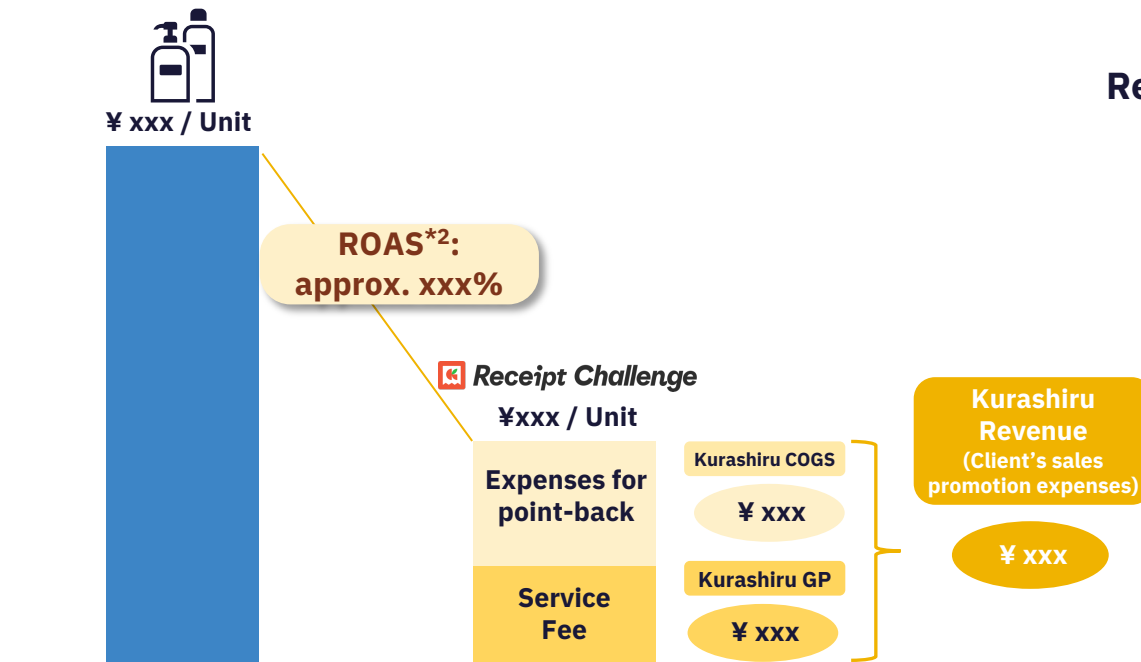 Re
¥ xxx / Unit
ROAS*2:
approx. xxx%
Receipt Challenge
¥xxx / Unit
Expenses for
point-back
Service
Fee
Kurashiru COGS
¥ xxx
Kurashiru GP
¥ xxx
Kurashiru
Revenue
(Client's sales
promotion expenses)
¥ xxx